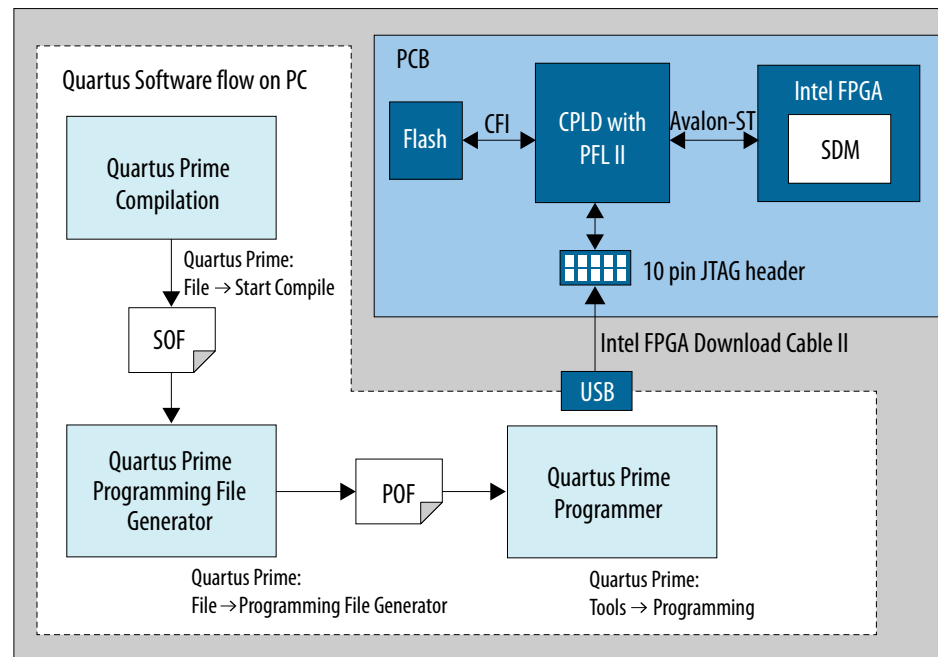 Quartus Software flow on PC
Quartus Prime
Compilation
Quartus Prime:
File → Start Compile
SOF
Quartus Prime
Programming File
Generator
Quartus Prime:
File → Programming File Generator
POF
Quartus Prime
Programmer
Quartus Prime:
Tools → Programming
PCB
Flash
CFI
CPLD with
PFL II
Avalon-ST
Intel FPGA
SDM
10 pin JTAG header
Intel FPGA Download Cable II
USB